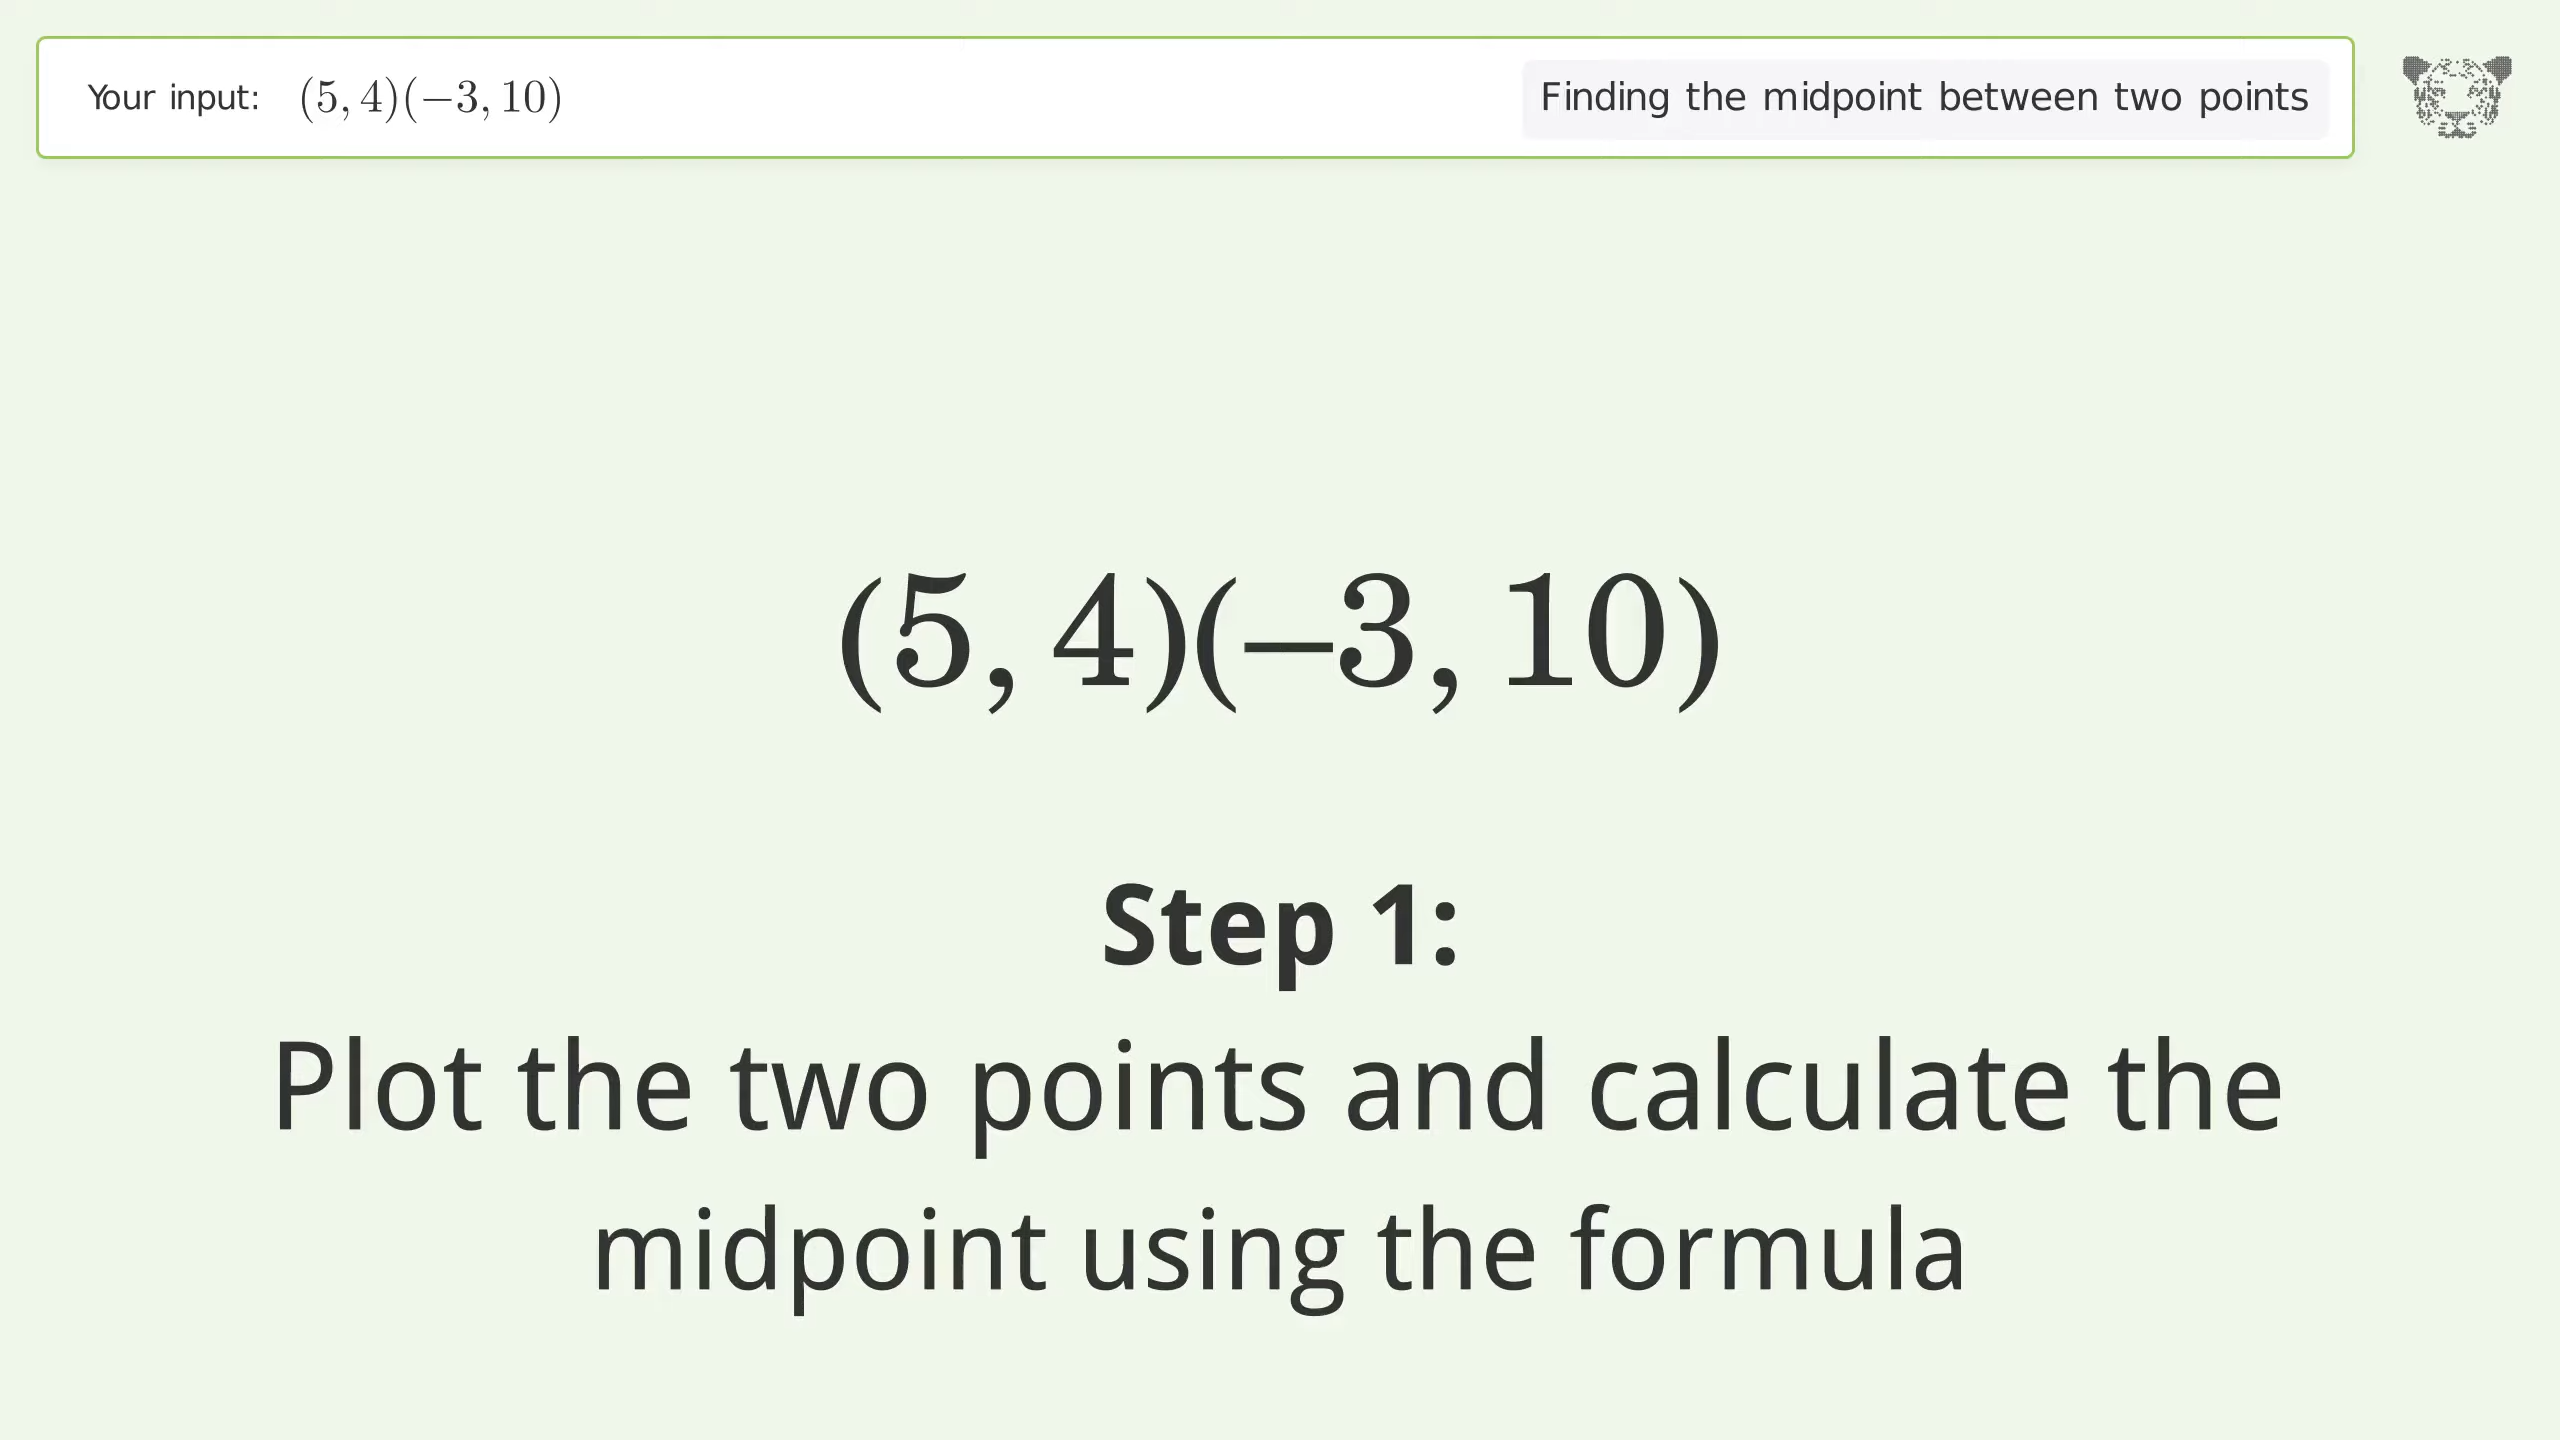 Your input: (5, 4)(−3, 10)
Finding the midpoint between two points
(5, 4)(−3, 10)
Step 1:
Plot the two points and calculate the
midpoint using the formula